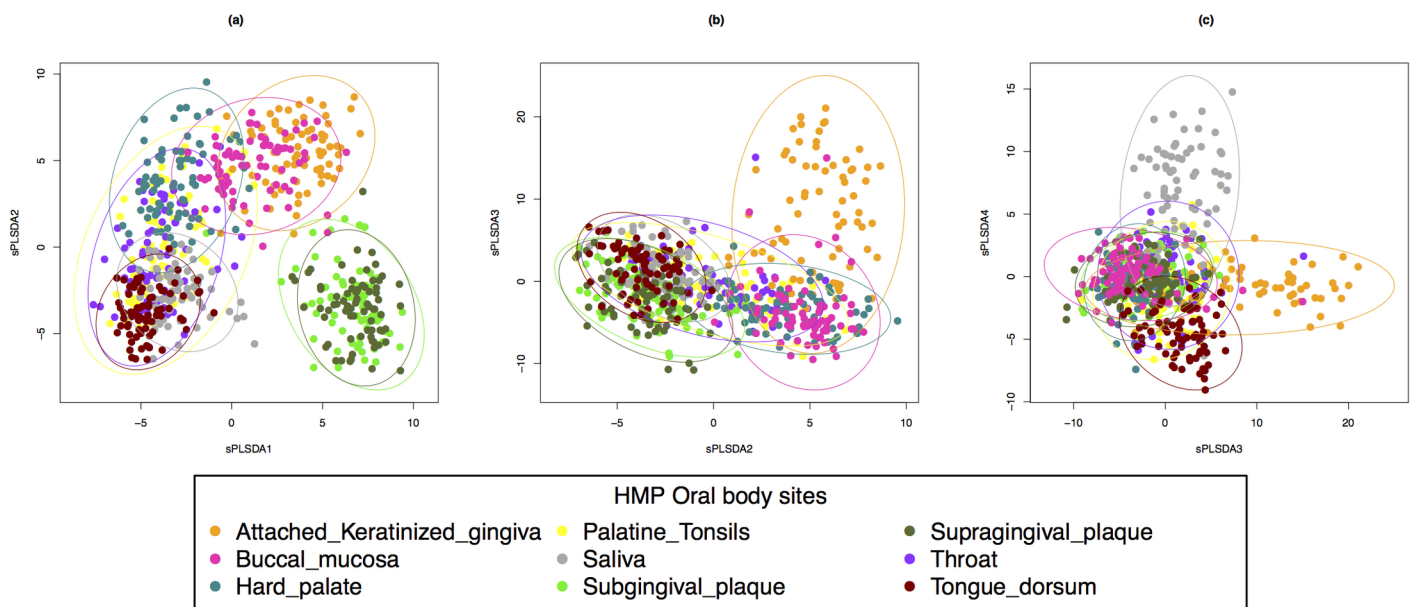 (a)
(b)
(c)
10
5
0
−5
sPLSDA2
−5
0
5
10
sPLSDA1
20
10
0
−10
sPLSDA3
−5
0
5
10
sPLSDA2
15
10
5
0
−5
−10
sPLSDA4
−10
0
10
20
sPLSDA3
HMP Oral body sites
Attached_Keratinized_gingiva
Palatine_Tonsils
Supragingival_plaque
Buccal_mucosa
Saliva
Throat
Hard_palate
Subgingival_plaque
Tongue_dorsum